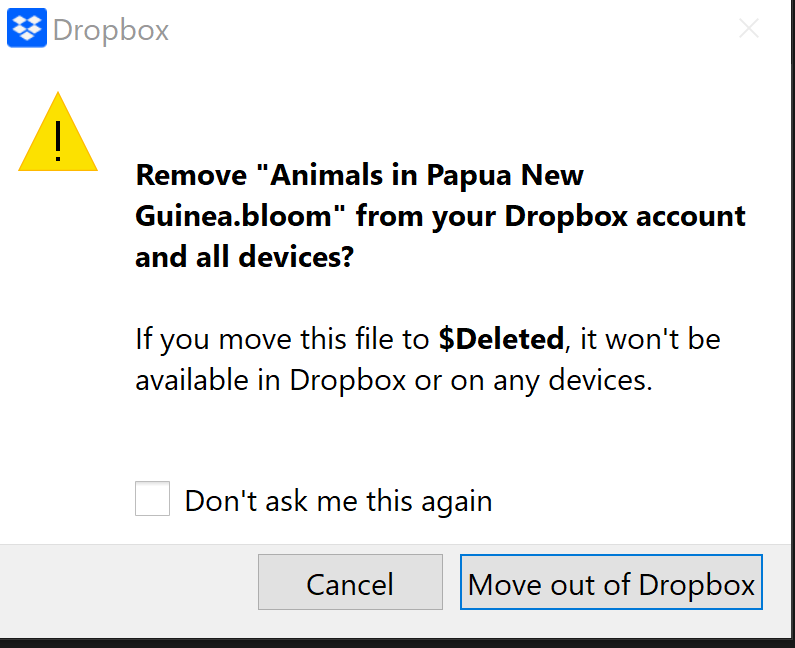 Dropbox
Remove "Animals in Papua New
Guinea.bloom" from your Dropbox account
and all devices?
If you move this file to $Deleted, it won't be
available in Dropbox or on any devices.
Don't ask me this again
Cancel
Move out of Dropbox